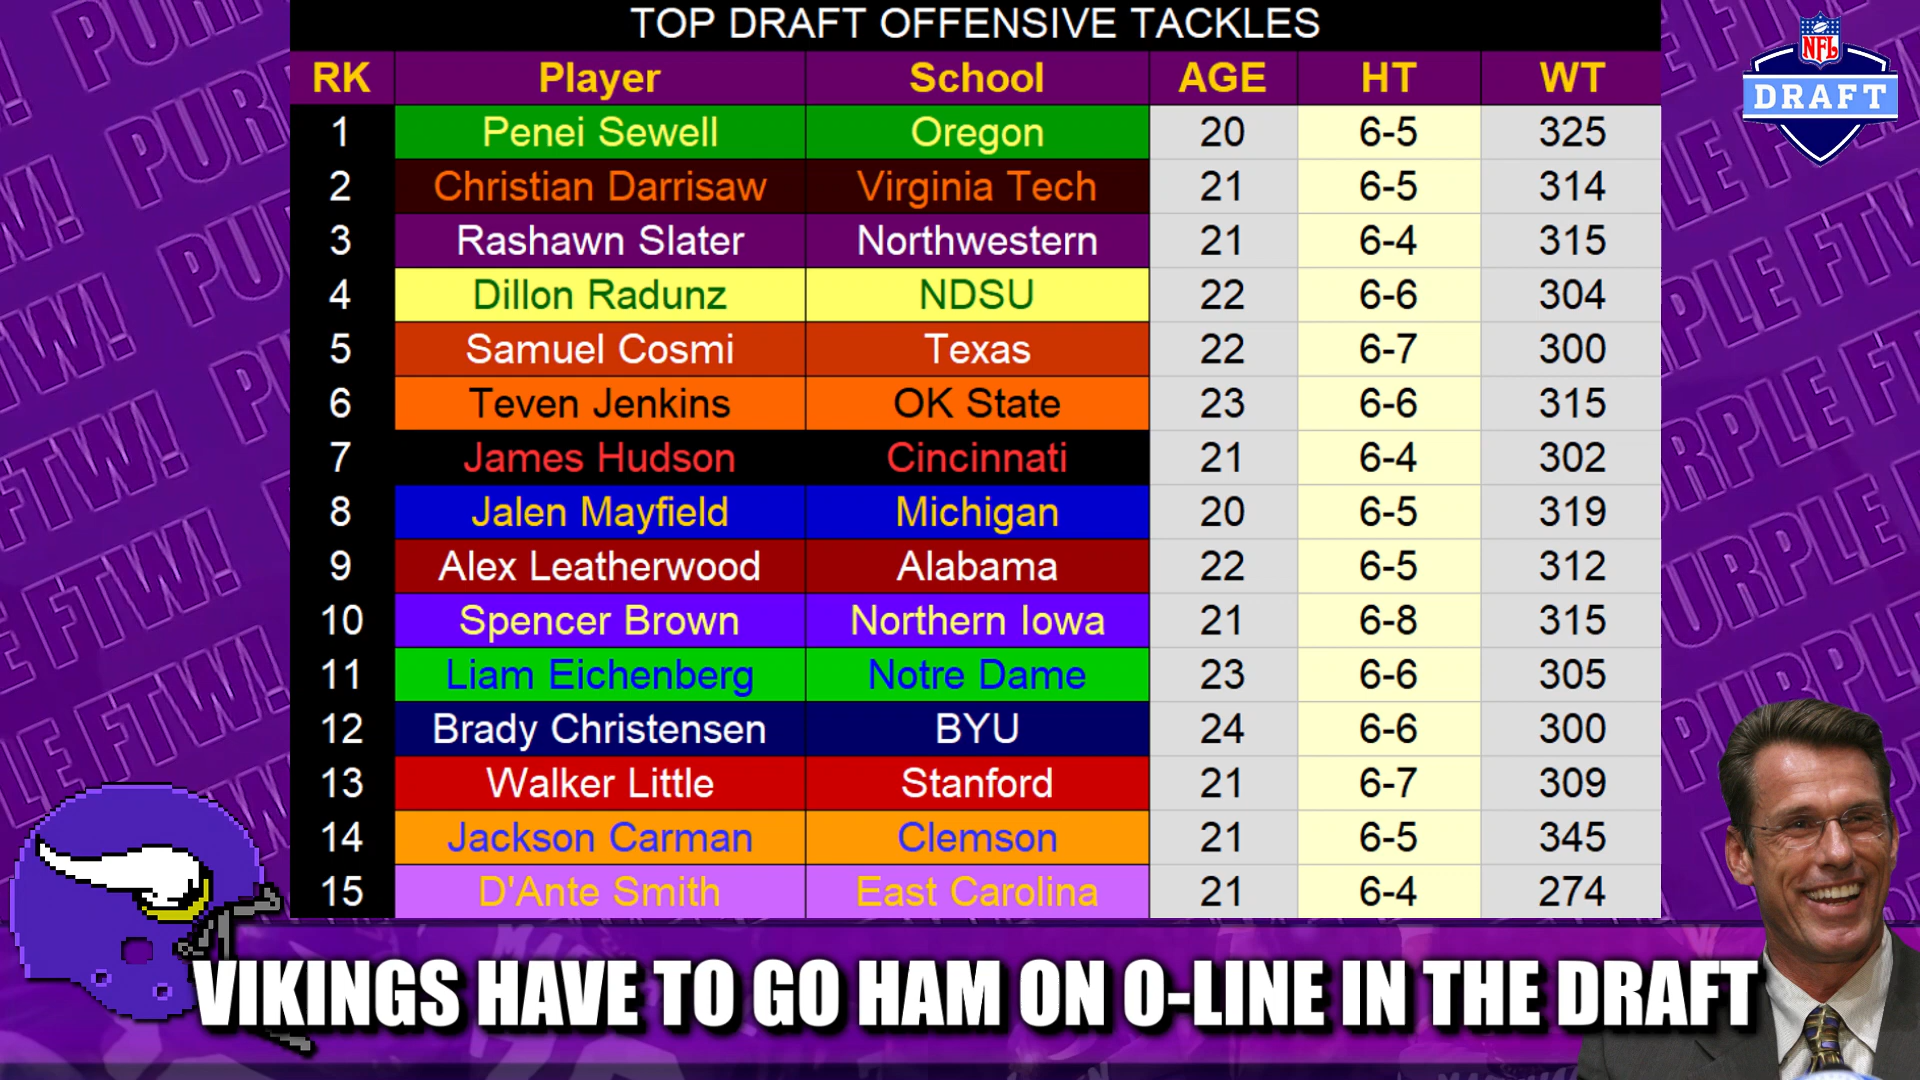 TOP DRAFT OFFENSIVE TACKLES
RK Player School AGE HT WT
1 Penei Sewell Oregon 20 6-5 325
2 Christian Darrisaw Virginia Tech 21 6-5 314
3 Rashawn Slater Northwestern 21 6-4 315
4 Dillon Radunz NDSU 22 6-6 304
5 Samuel Cosmi Texas 22 6-7 300
6 Teven Jenkins OK State 23 6-6 315
7 James Hudson Cincinnati 21 6-4 302
8 Jalen Mayfield Michigan 20 6-5 319
9 Alex Leatherwood Alabama 22 6-5 312
10 Spencer Brown Northern Iowa 21 6-8 315
11 Liam Eichenberg Notre Dame 23 6-6 305
12 Brady Christensen BYU 24 6-6 300
13 Walker Little Stanford 21 6-7 309
14 Jackson Carman Clemson 21 6-5 345
15 D'Ante Smith East Carolina 21 6-4 274
NFL
DRAFT
PURPLE FTW!
VIKINGS HAVE TO GO HAM ON O-LINE IN THE DRAFT